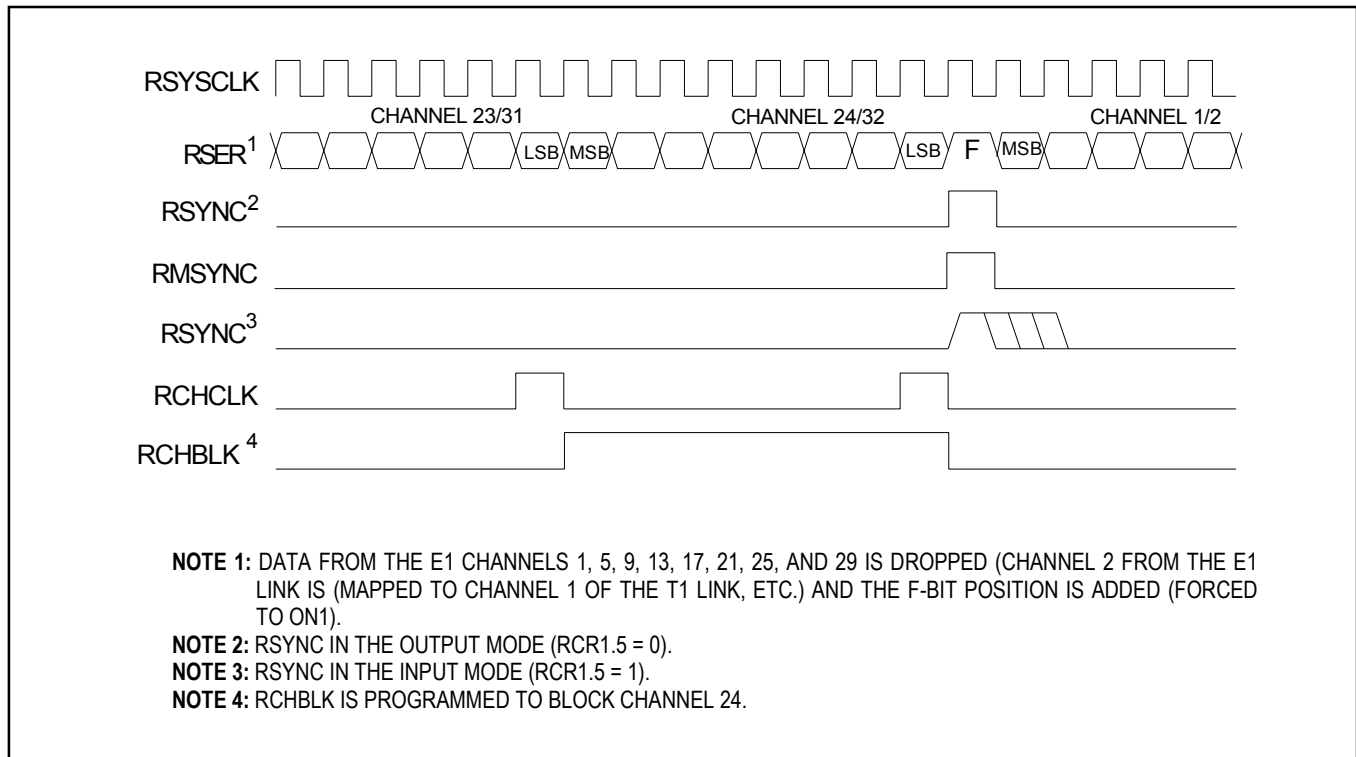 RSYSCLK
CHANNEL 23/31 CHANNEL 24/32 CHANNEL 1/2
RSER1 LSB MSB LSB F MSB
RSYNC2
RMSYNC
RSYNC3
RCHCLK
RCHBLK 4
NOTE 1: DATA FROM THE E1 CHANNELS 1, 5, 9, 13, 17, 21, 25, AND 29 IS DROPPED (CHANNEL 2 FROM THE E1
LINK IS (MAPPED TO CHANNEL 1 OF THE T1 LINK, ETC.) AND THE F-BIT POSITION IS ADDED (FORCED
TO ON1).
NOTE 2: RSYNC IN THE OUTPUT MODE (RCR1.5 = 0).
NOTE 3: RSYNC IN THE INPUT MODE (RCR1.5 = 1).
NOTE 4: RCHBLK IS PROGRAMMED TO BLOCK CHANNEL 24.